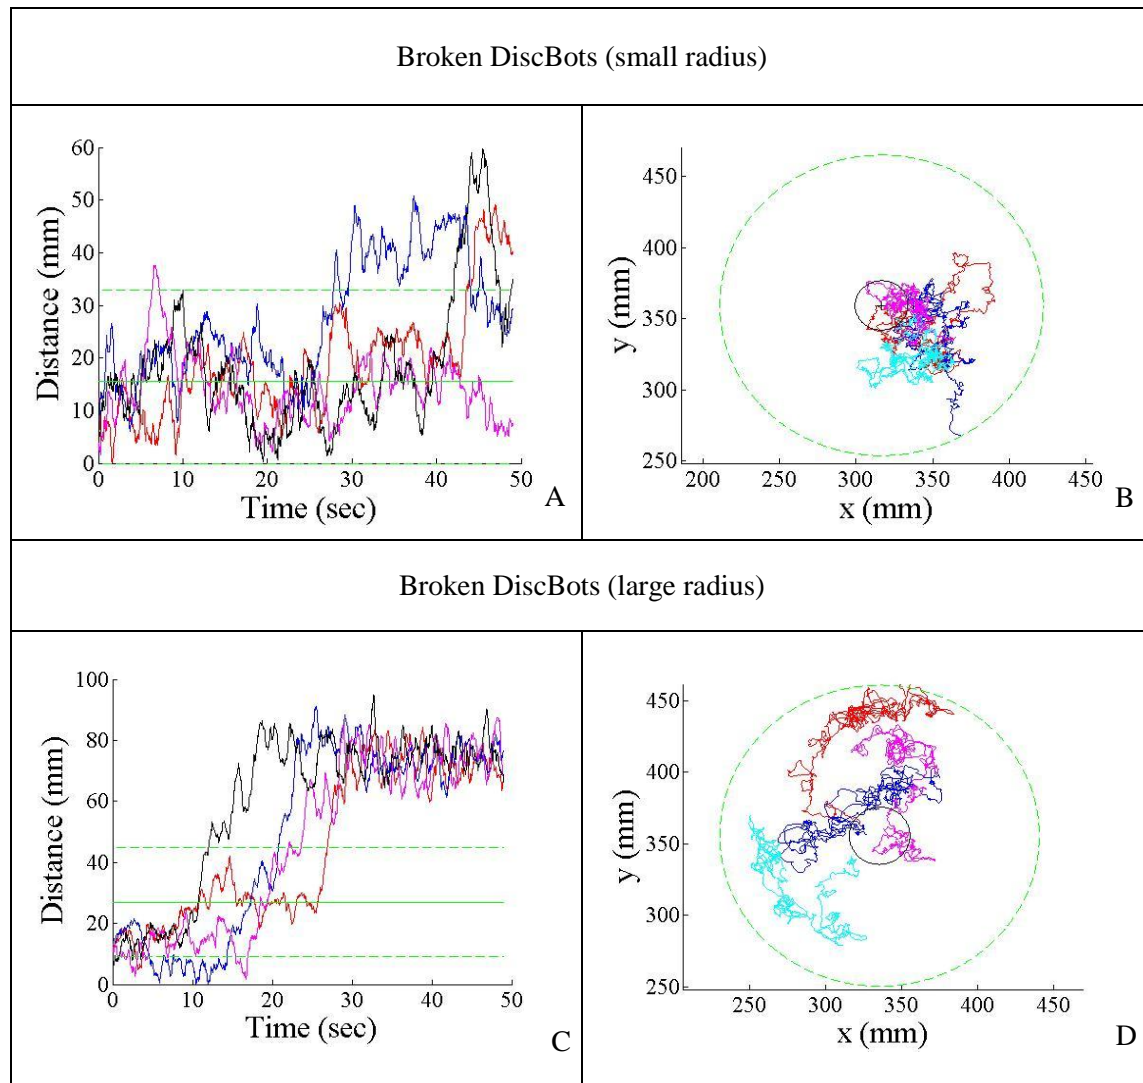 Broken DiscBots (small radius)
60
50
40
30
20
10
0
Distance (mm)
0 10 20 30 40 50
Time (sec)
A
450
400
350
300
250
y (mm)
200 250 300 350 400 450
x (mm)
B
Broken DiscBots (large radius)
100
80
60
40
20
0
Distance (mm)
0 10 20 30 40 50
Time (sec)
C
450
400
350
300
250
y (mm)
250 300 350 400 450
x (mm)
D